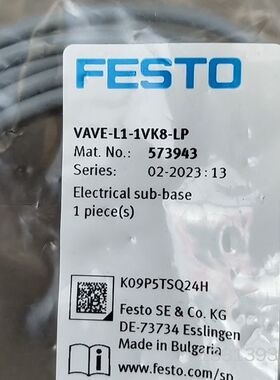 FESTO
VAVE-L1-1VK8-LP
Mat. No.: 573943
Series: 02-2023 : 13
Electrical sub-base
1 piece(s)
K09P5TSQ24H
Festo SE & Co. KG
DE-73734 Esslingen
Made in Bulgaria
www.festo.com/sp